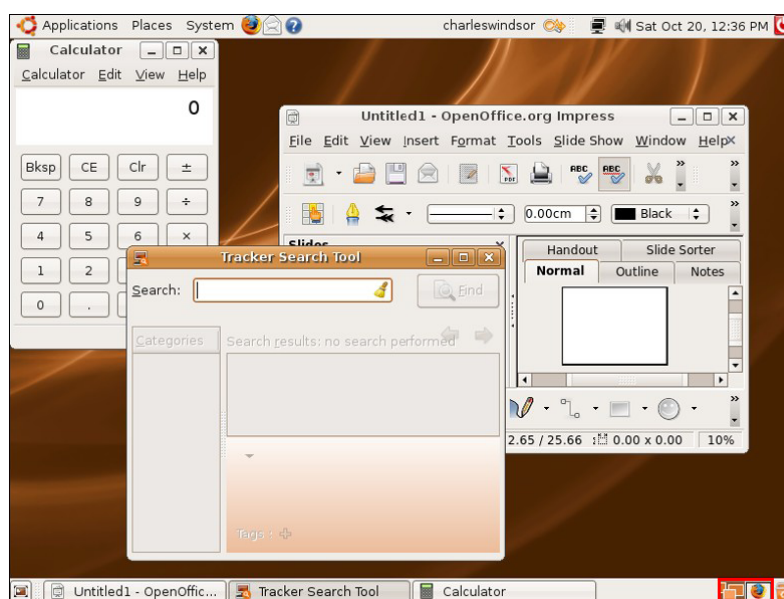 Applications Places System charleswindsor Sat Oct 20, 12:36 PM
Calculator
Calculator Edit View Help
0
Bksp CE Clr ±
7 8 9 ÷
4 5 6 ×
1 2
0 .
Untitled1 - OpenOffice.org Impress
File Edit View Insert Format Tools Slide Show Window Help
PDF ABC ABC
0.00cm Black
Slides
Handout Slide Sorter
Normal Outline Notes
2.65 / 25.66 0.00 x 0.00 10%
Tracker Search Tool
Search: Find
Categories
Search results: no search performed
Tags :
Untitled1 - OpenOffic... Tracker Search Tool Calculator